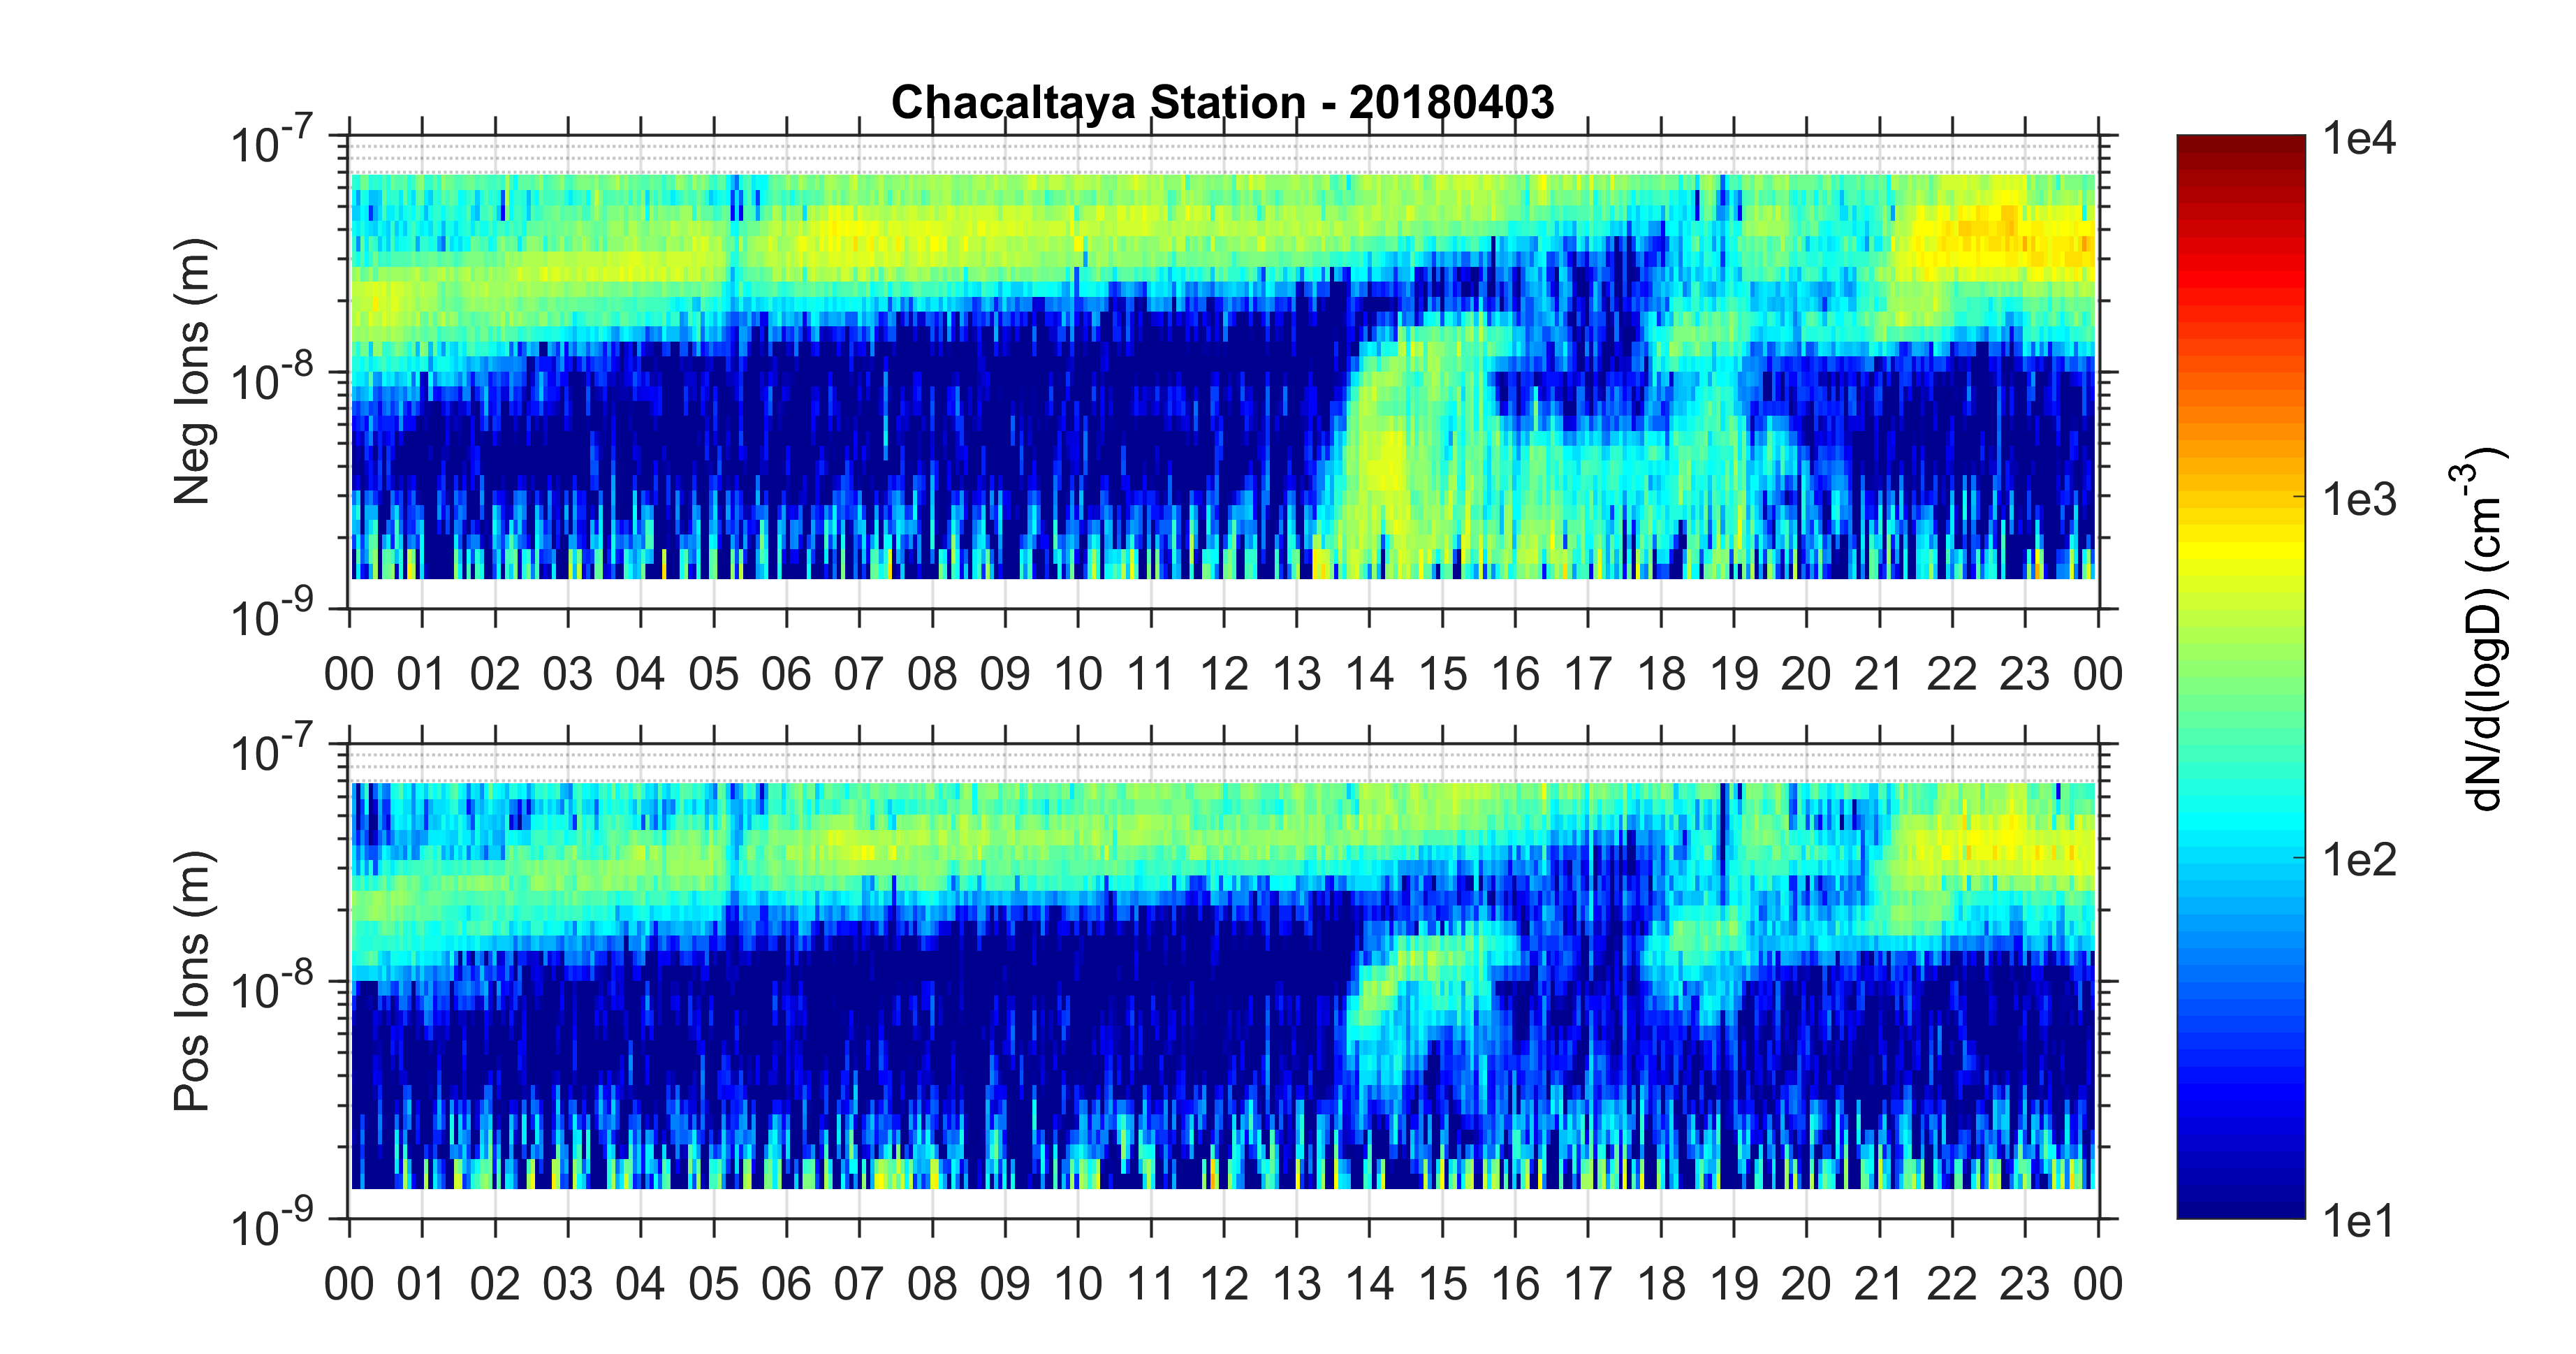 Chacaltaya Station - 20180403
10-7
10-8
10-9
Neg Ions (m)
00 01 02 03 04 05 06 07 08 09 10 11 12 13 14 15 16 17 18 19 20 21 22 23 00
10-7
10-8
10-9
Pos Ions (m)
00 01 02 03 04 05 06 07 08 09 10 11 12 13 14 15 16 17 18 19 20 21 22 23 00
1e4
1e3
1e2
1e1
dN/d(logD) (cm-3)